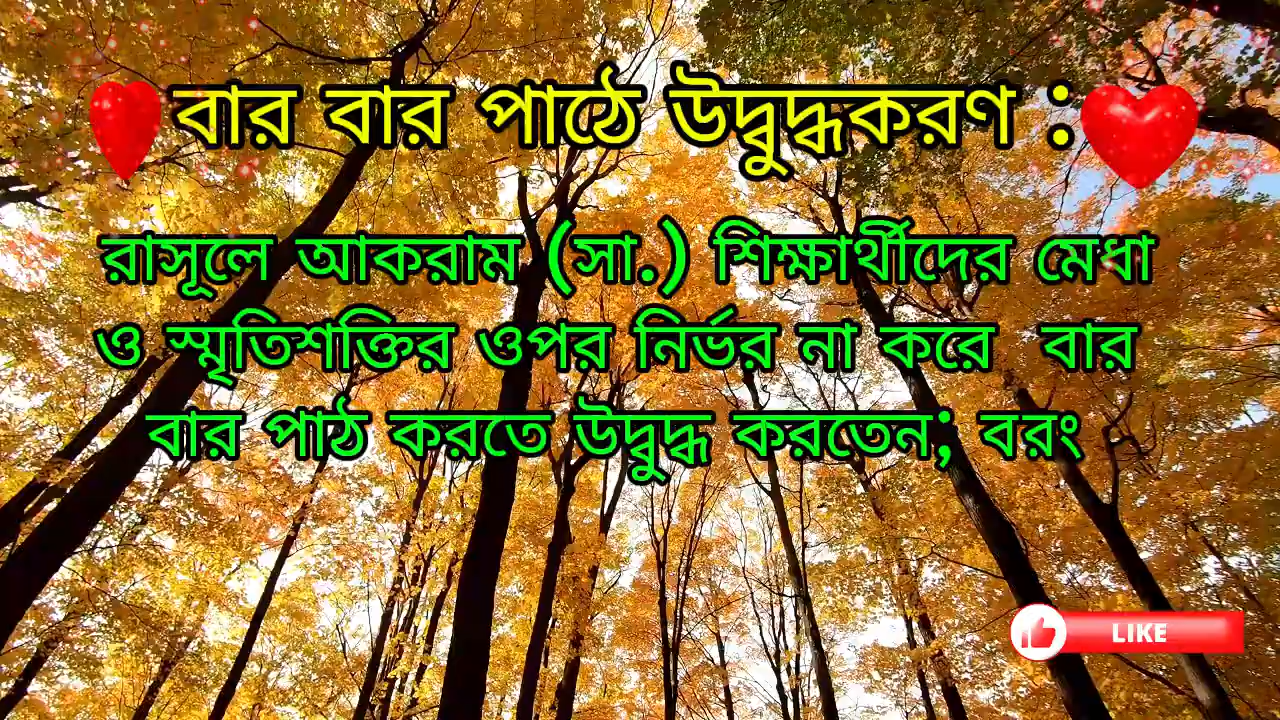 বার বার পাঠে উদ্বুদ্ধকরণ :
রাসূলে আকরাম (সা.) শিক্ষার্থীদের মেধা
ও স্মৃতিশক্তির ওপর নির্ভর না করে বার
বার পাঠ করতে উদ্বুদ্ধ করতেন; বরং
LIKE